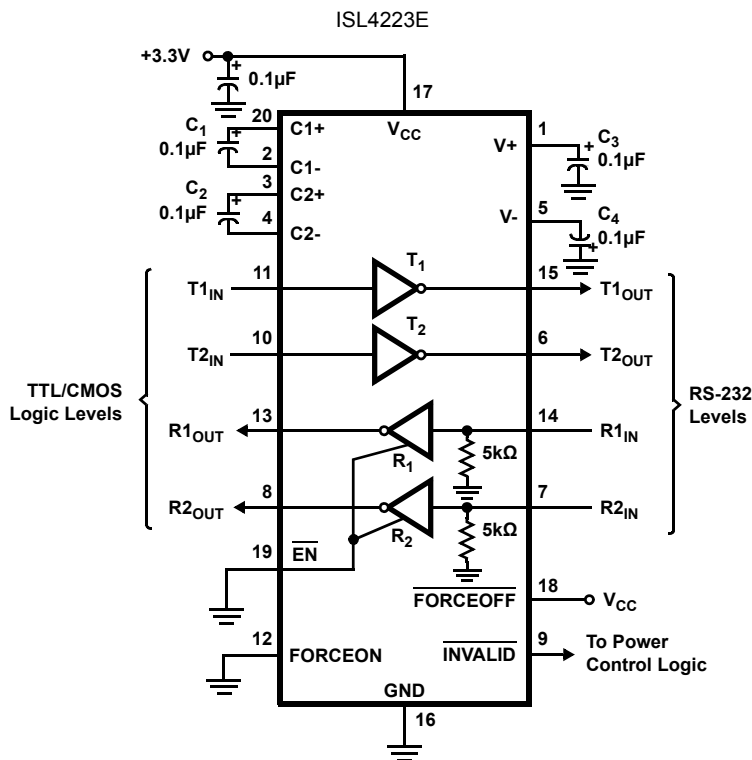 ISL4223E
+3.3V
+
0.1µF
17
20
C1+
VCC
1
C1
+
0.1µF
V+
+
C3
0.1µF
2
C1-
3
C2
+
C2+
0.1µF
4
C2-
V-
5
C4
0.1µF
+
T1
T1IN
11
15
T1OUT
T2
T2IN
10
6
T2OUT
TTL/CMOS
Logic Levels
RS-232
Levels
R1OUT
13
14
R1IN
R1
5kΩ
R2OUT
8
7
R2IN
R2
5kΩ
19
EN
FORCEOFF
18
VCC
12
FORCEON
INVALID
9
To Power
Control Logic
GND
16